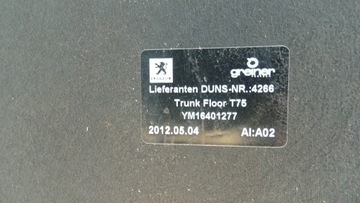 greiner
Lieferanten DUNS-NR.:4266
Trunk Floor T75
YM16401277
2012.05.04 AI:A02